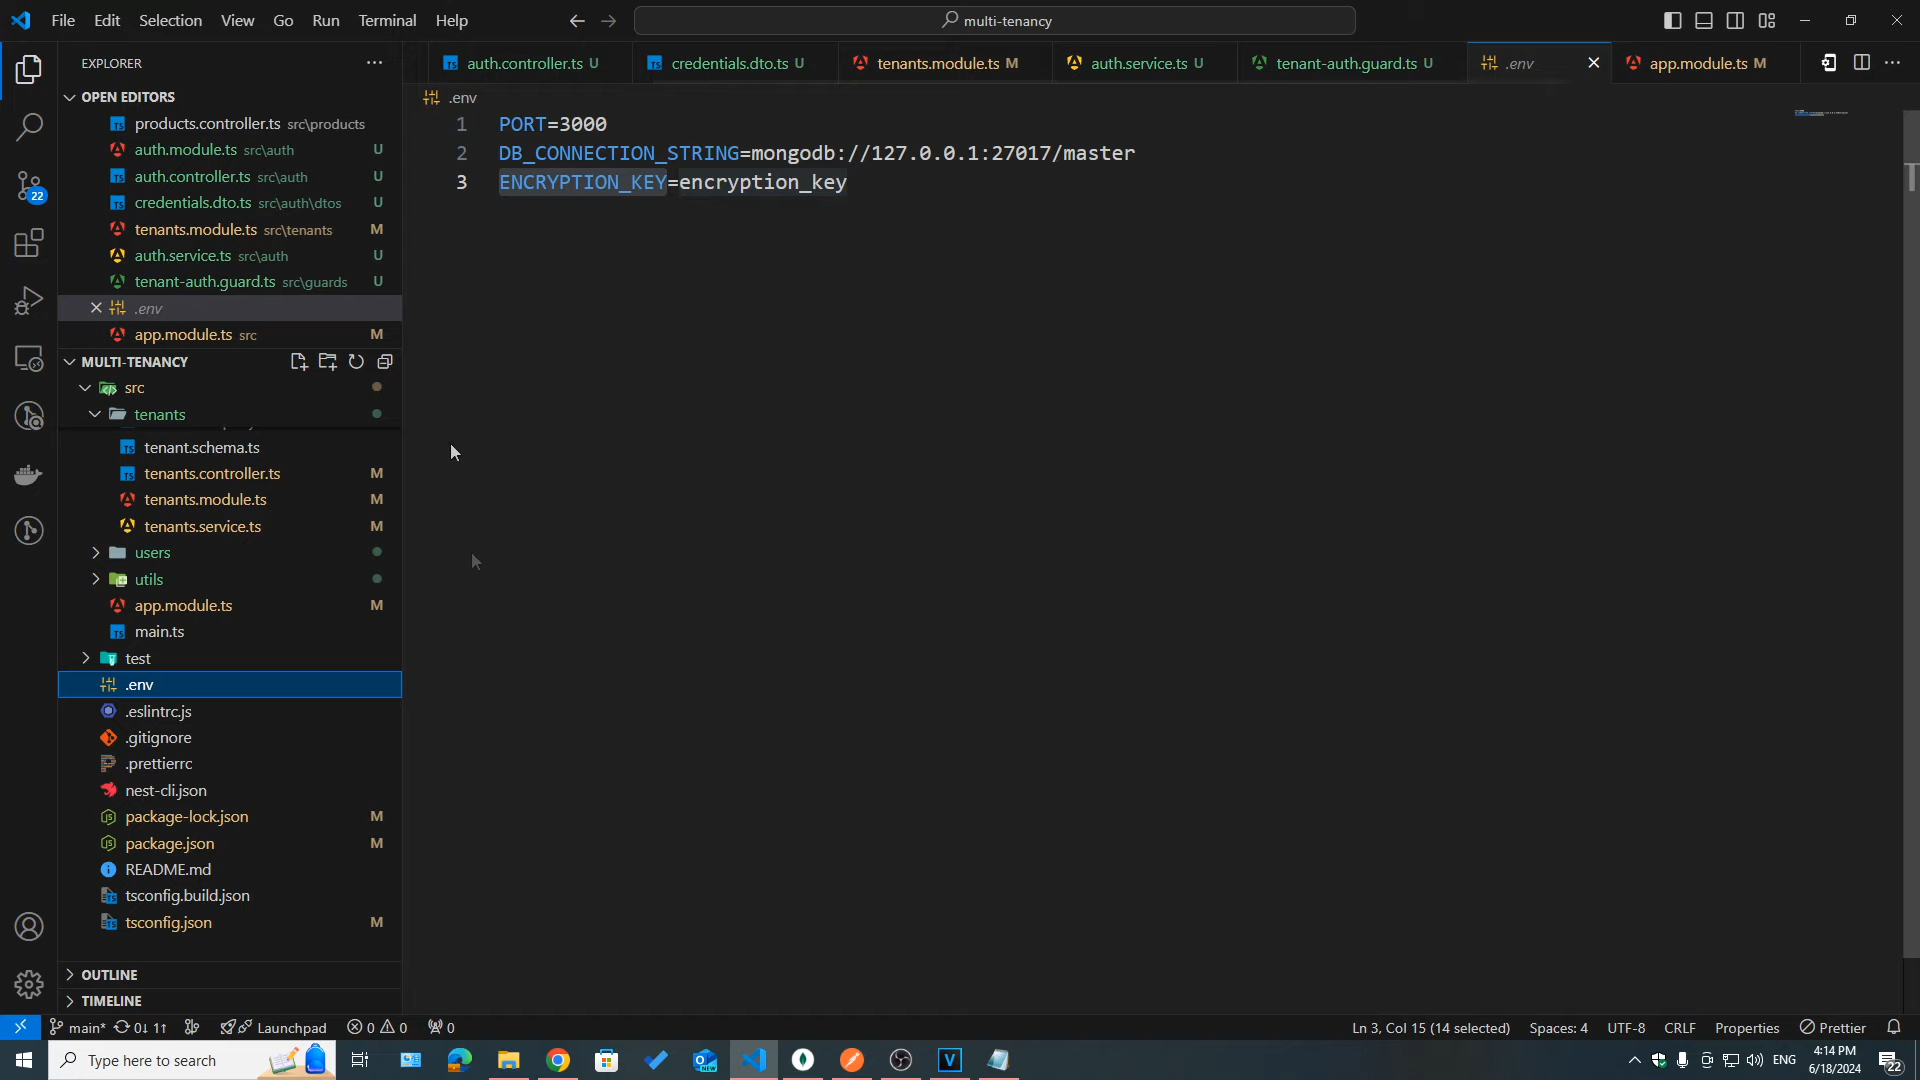 File Edit Selection View Go Run Terminal Help
multi-tenancy
EXPLORER
auth.controller.ts U
credentials.dto.ts U
tenants.module.ts M
auth.service.ts U
tenant-auth.guard.ts U
.env
app.module.ts M
OPEN EDITORS
products.controller.ts src\products
auth.module.ts src\auth U
auth.controller.ts src\auth U
credentials.dto.ts src\auth\dtos U
tenants.module.ts src\tenants M
auth.service.ts src\auth U
tenant-auth.guard.ts src\guards U
.env
app.module.ts src M
MULTI-TENANCY
src
tenants
tenant.schema.ts
tenants.controller.ts M
tenants.module.ts M
tenants.service.ts M
users
utils
app.module.ts M
main.ts
test
.env
.eslintrc.js
.gitignore
.prettierrc
nest-cli.json
package-lock.json M
package.json M
README.md
tsconfig.build.json
tsconfig.json M
OUTLINE
TIMELINE
.env
1 PORT=3000
2 DB_CONNECTION_STRING=mongodb://127.0.0.1:27017/master
3 ENCRYPTION_KEY=encryption_key
22
main* 0↓ 1↑ Launchpad 0 0 0
Ln 3, Col 15 (14 selected) Spaces: 4 UTF-8 CRLF Properties Prettier
Type here to search
ENG
4:14 PM
6/18/2024
22